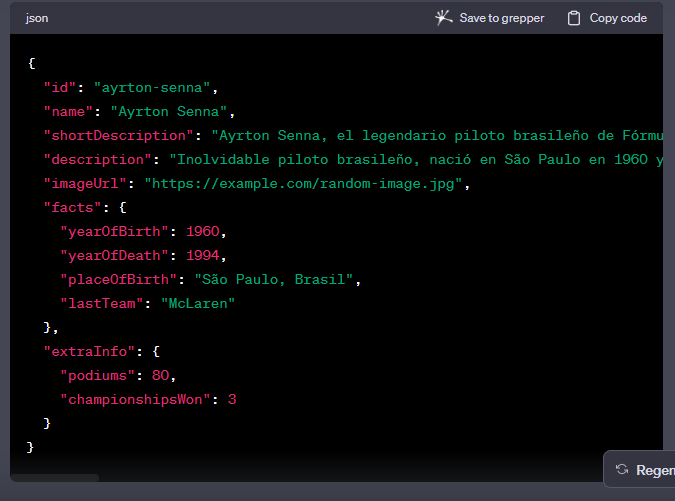 json Save to grepper Copy code
{
"id": "ayrton-senna",
"name": "Ayrton Senna",
"shortDescription": "Ayrton Senna, el legendario piloto brasileño de
"description": "Inolvidable piloto brasileño, nació en São Paulo en 1960 y
"imageUrl": "https://example.com/random-image.jpg",
"facts": {
"yearOfBirth": 1960,
"yearOfDeath": 1994,
"placeOfBirth": "São Paulo, Brasil",
"lastTeam": "McLaren"
},
"extraInfo": {
"podiums": 80,
"championshipsWon": 3
}
}